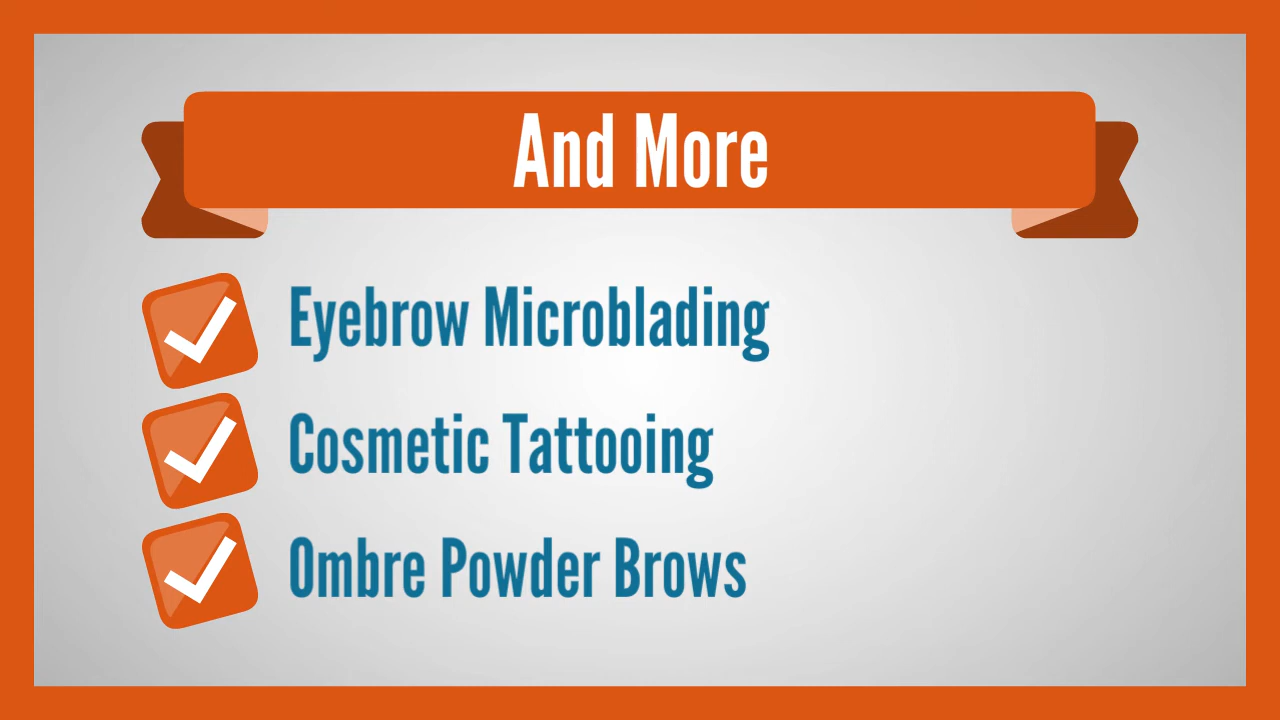 And More
Eyebrow Microblading
Cosmetic Tattooing
Ombre Powder Brows